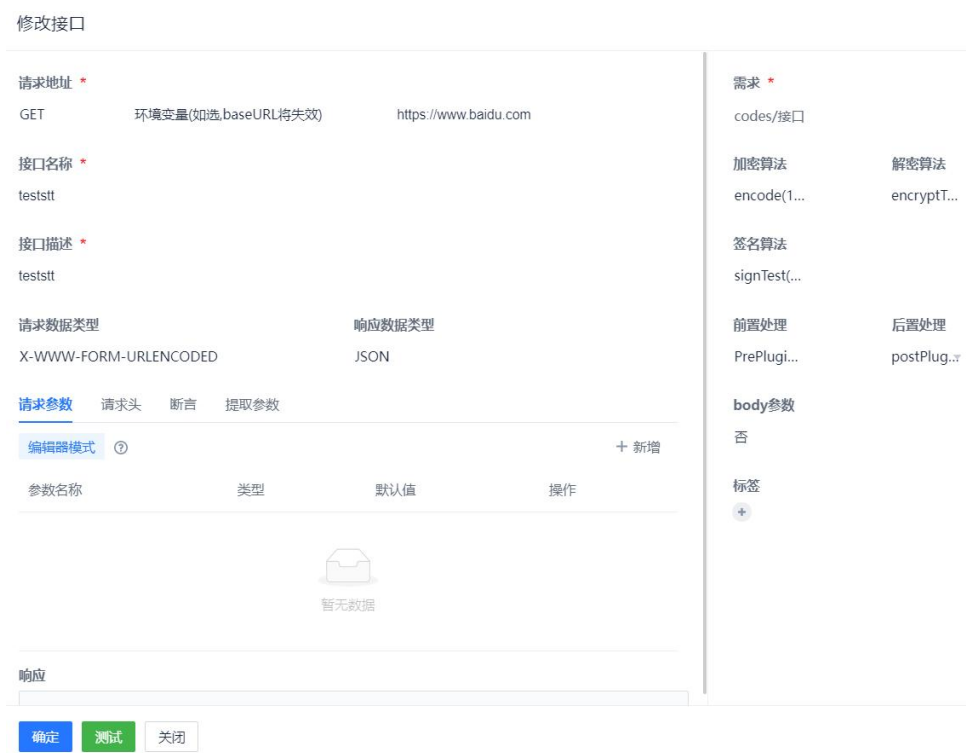 修改接口
请求地址 *
GET 环境变量(如选,baseURL将失效) https://www.baidu.com
接口名称 *
teststt
接口描述 *
teststt
请求数据类型 响应数据类型
X-WWW-FORM-URLENCODED JSON
请求参数 请求头 断言 提取参数
编辑器模式 + 新增
参数名称 类型 默认值 操作
暂无数据
响应
确定 测试 关闭
需求 *
codes/接口
加密算法 解密算法
encode(1... encryptT...
签名算法
signTest(...
前置处理 后置处理
PrePlugi... postPlug...
body参数
否
标签